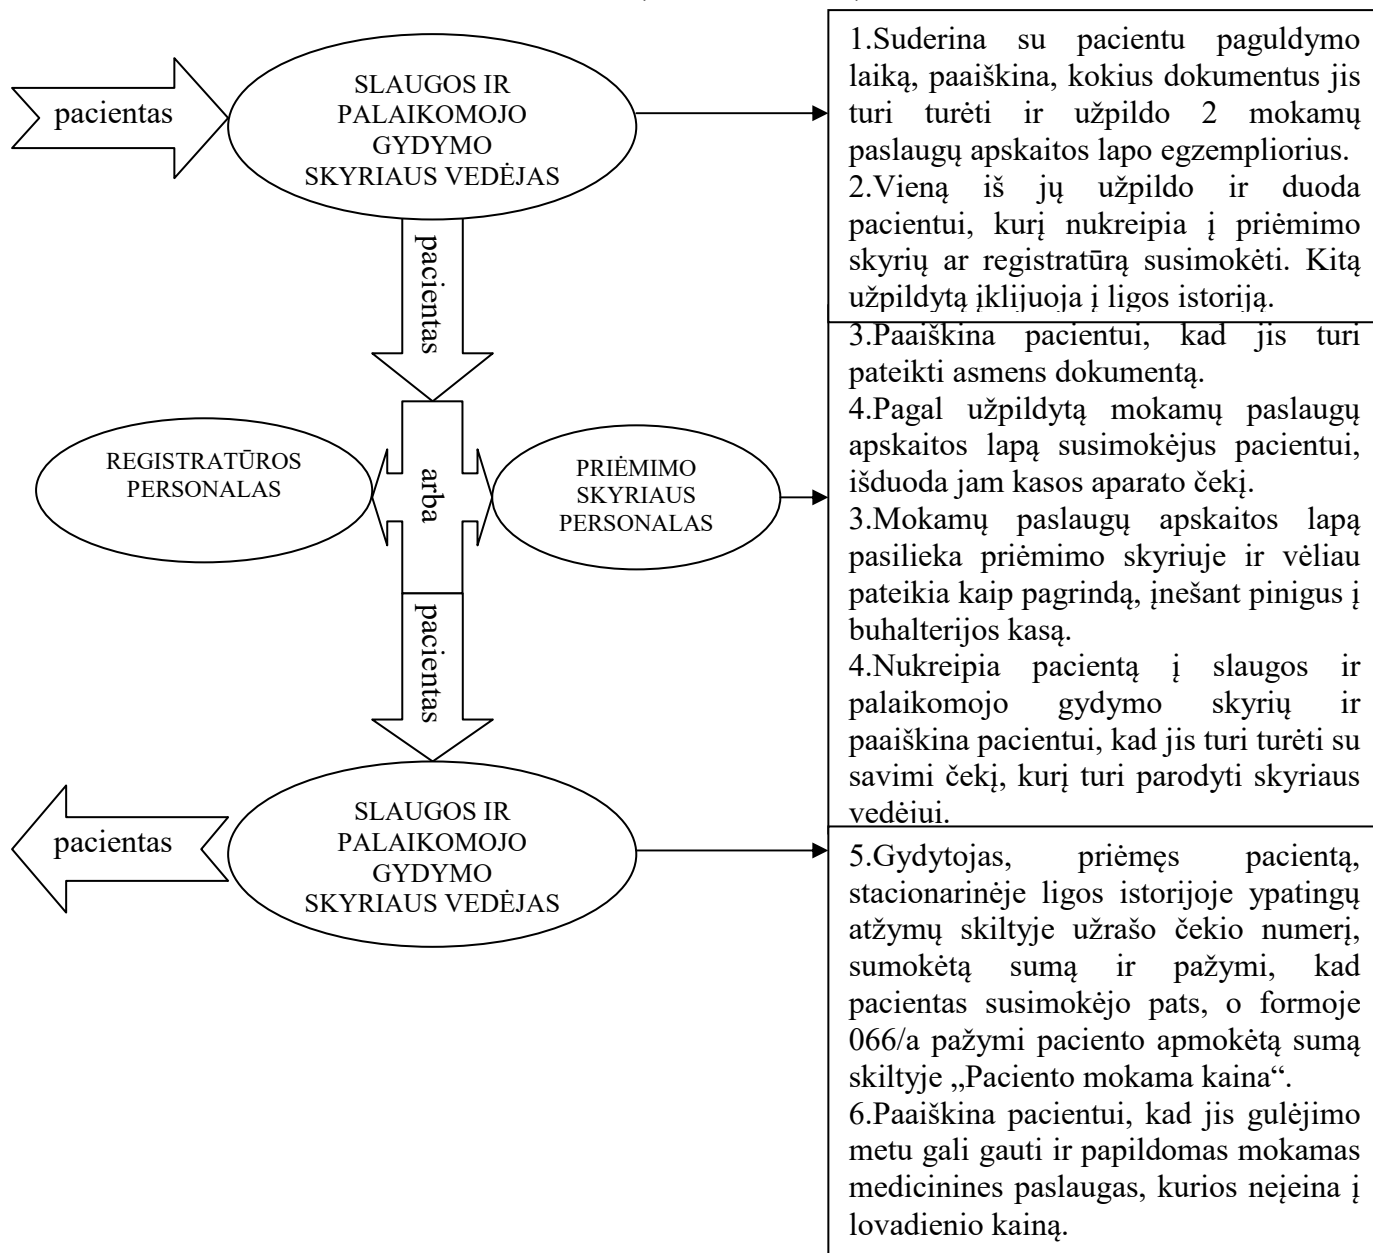 pacientas
SLAUGOS IR
PALAIKOMOJO
GYDYMO
SKYRIAUS VEDĖJAS
1.Suderina su pacientu paguldymo
laiką, paaiškina, kokius dokumentus jis
turi turėti ir užpildo 2 mokamų
paslaugų apskaitos lapo egzempliorius.
2.Vieną iš jų užpildo ir duoda
pacientui, kurį nukreipia į priėmimo
skyrių ar registratūrą susimokėti. Kitą
užpildytą įklijuoja į ligos istoriją.
pacientas
REGISTRATŪROS
PERSONALAS
arba
PRIĖMIMO
SKYRIAUS
PERSONALAS
3.Paaiškina pacientui, kad jis turi
pateikti asmens dokumentą.
4.Pagal užpildytą mokamų paslaugų
apskaitos lapą susimokėjus pacientui,
išduoda jam kasos aparato čekį.
3.Mokamų paslaugų apskaitos lapą
pasilieka priėmimo skyriuje ir vėliau
pateikia kaip pagrindą, įnešant pinigus į
buhalterijos kasą.
4.Nukreipia pacientą į slaugos ir
palaikomojo gydymo skyrių ir
paaiškina pacientui, kad jis turi turėti su
savimi čekį, kurį turi parodyti skyriaus
vedėjui.
pacientas
pacientas
SLAUGOS IR
PALAIKOMOJO
GYDYMO
SKYRIAUS VEDĖJAS
5.Gydytojas, priėmęs pacientą,
stacionarinėje ligos istorijoje ypatingų
atžymų skiltyje užrašo čekio numerį,
sumokėtą sumą ir pažymi, kad
pacientas susimokėjo pats, o formoje
066/a pažymi paciento apmokėtą sumą
skiltyje „Paciento mokama kaina“.
6.Paaiškina pacientui, kad jis gulėjimo
metu gali gauti ir papildomas mokamas
medicinines paslaugas, kurios neįeina į
lovadienio kainą.